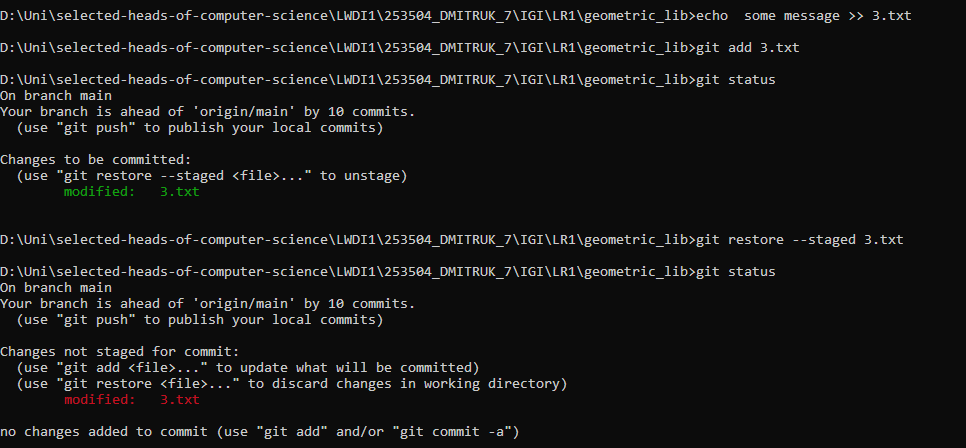 D:\Uni\selected-heads-of-computer-science\LWDI1\253504_DMITRUK_7\IGI\LR1\geometric_lib>echo  some message >> 3.txt
D:\Uni\selected-heads-of-computer-science\LWDI1\253504_DMITRUK_7\IGI\LR1\geometric_lib>git add 3.txt
D:\Uni\selected-heads-of-computer-science\LWDI1\253504_DMITRUK_7\IGI\LR1\geometric_lib>git status
On branch main
Your branch is ahead of 'origin/main' by 10 commits.
  (use "git push" to publish your local commits)
Changes to be committed:
  (use "git restore --staged <file>..." to unstage)
        modified:   3.txt
D:\Uni\selected-heads-of-computer-science\LWDI1\253504_DMITRUK_7\IGI\LR1\geometric_lib>git restore --staged 3.txt
D:\Uni\selected-heads-of-computer-science\LWDI1\253504_DMITRUK_7\IGI\LR1\geometric_lib>git status
On branch main
Your branch is ahead of 'origin/main' by 10 commits.
  (use "git push" to publish your local commits)
Changes not staged for commit:
  (use "git add <file>..." to update what will be committed)
  (use "git restore <file>..." to discard changes in working directory)
        modified:   3.txt
no changes added to commit (use "git add" and/or "git commit -a")